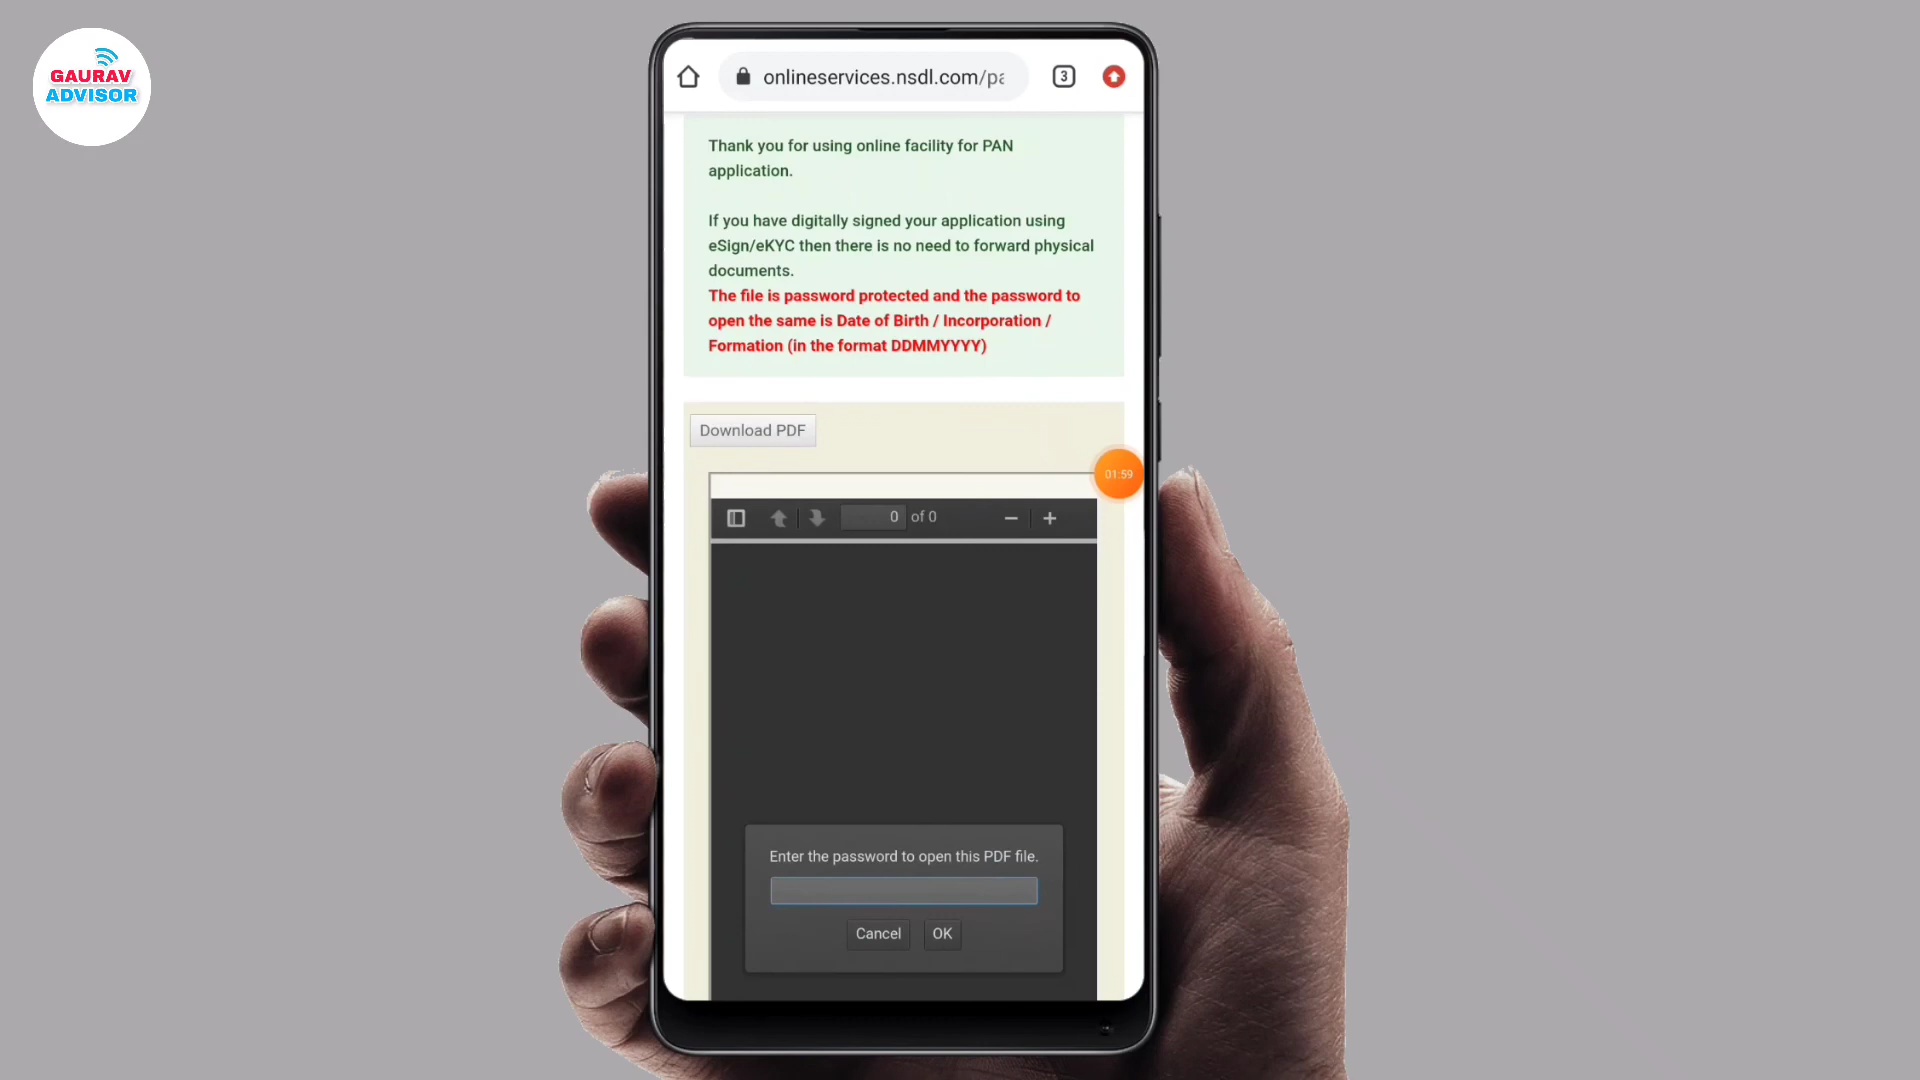 GAURAV
ADVISOR
onlineservices.nsdl.com/pa
3
Thank you for using online facility for PAN
application.
If you have digitally signed your application using
eSign/eKYC then there is no need to forward physical
documents.
The file is password protected and the password to
open the same is Date of Birth / Incorporation /
Formation (in the format DDMMYYYY)
Download PDF
01:59
0 of 0
Enter the password to open this PDF file.
Cancel OK